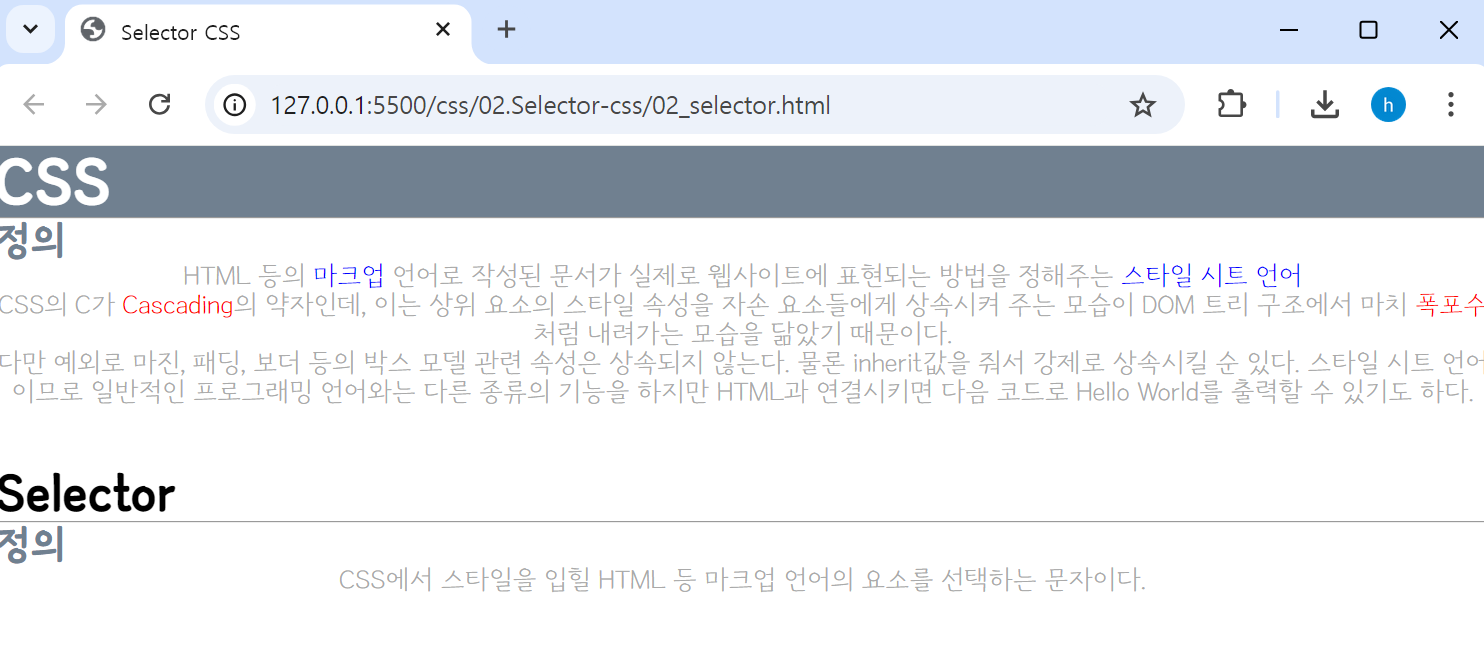 Selector CSS
127.0.0.1:5500/css/02.Selector-css/02_selector.html
h
CSS
정의
HTML 등의 마크업 언어로 작성된 문서가 실제로 웹사이트에 표현되는 방법을 정해주는 스타일 시트 언어
CSS의 C가 Cascading의 약자인데, 이는 상위 요소의 스타일 속성을 자손 요소들에게 상속시켜 주는 모습이 DOM 트리 구조에서 마치 폭포수
처럼 내려가는 모습을 닮았기 때문이다.
다만 예외로 마진, 패딩, 보더 등의 박스 모델 관련 속성은 상속되지 않는다. 물론 inherit값을 줘서 강제로 상속시킬 순 있다. 스타일 시트 언어
이므로 일반적인 프로그래밍 언어와는 다른 종류의 기능을 하지만 HTML과 연결시키면 다음 코드로 Hello World를 출력할 수 있기도 하다.
Selector
정의
CSS에서 스타일을 입힐 HTML 등 마크업 언어의 요소를 선택하는 문자이다.